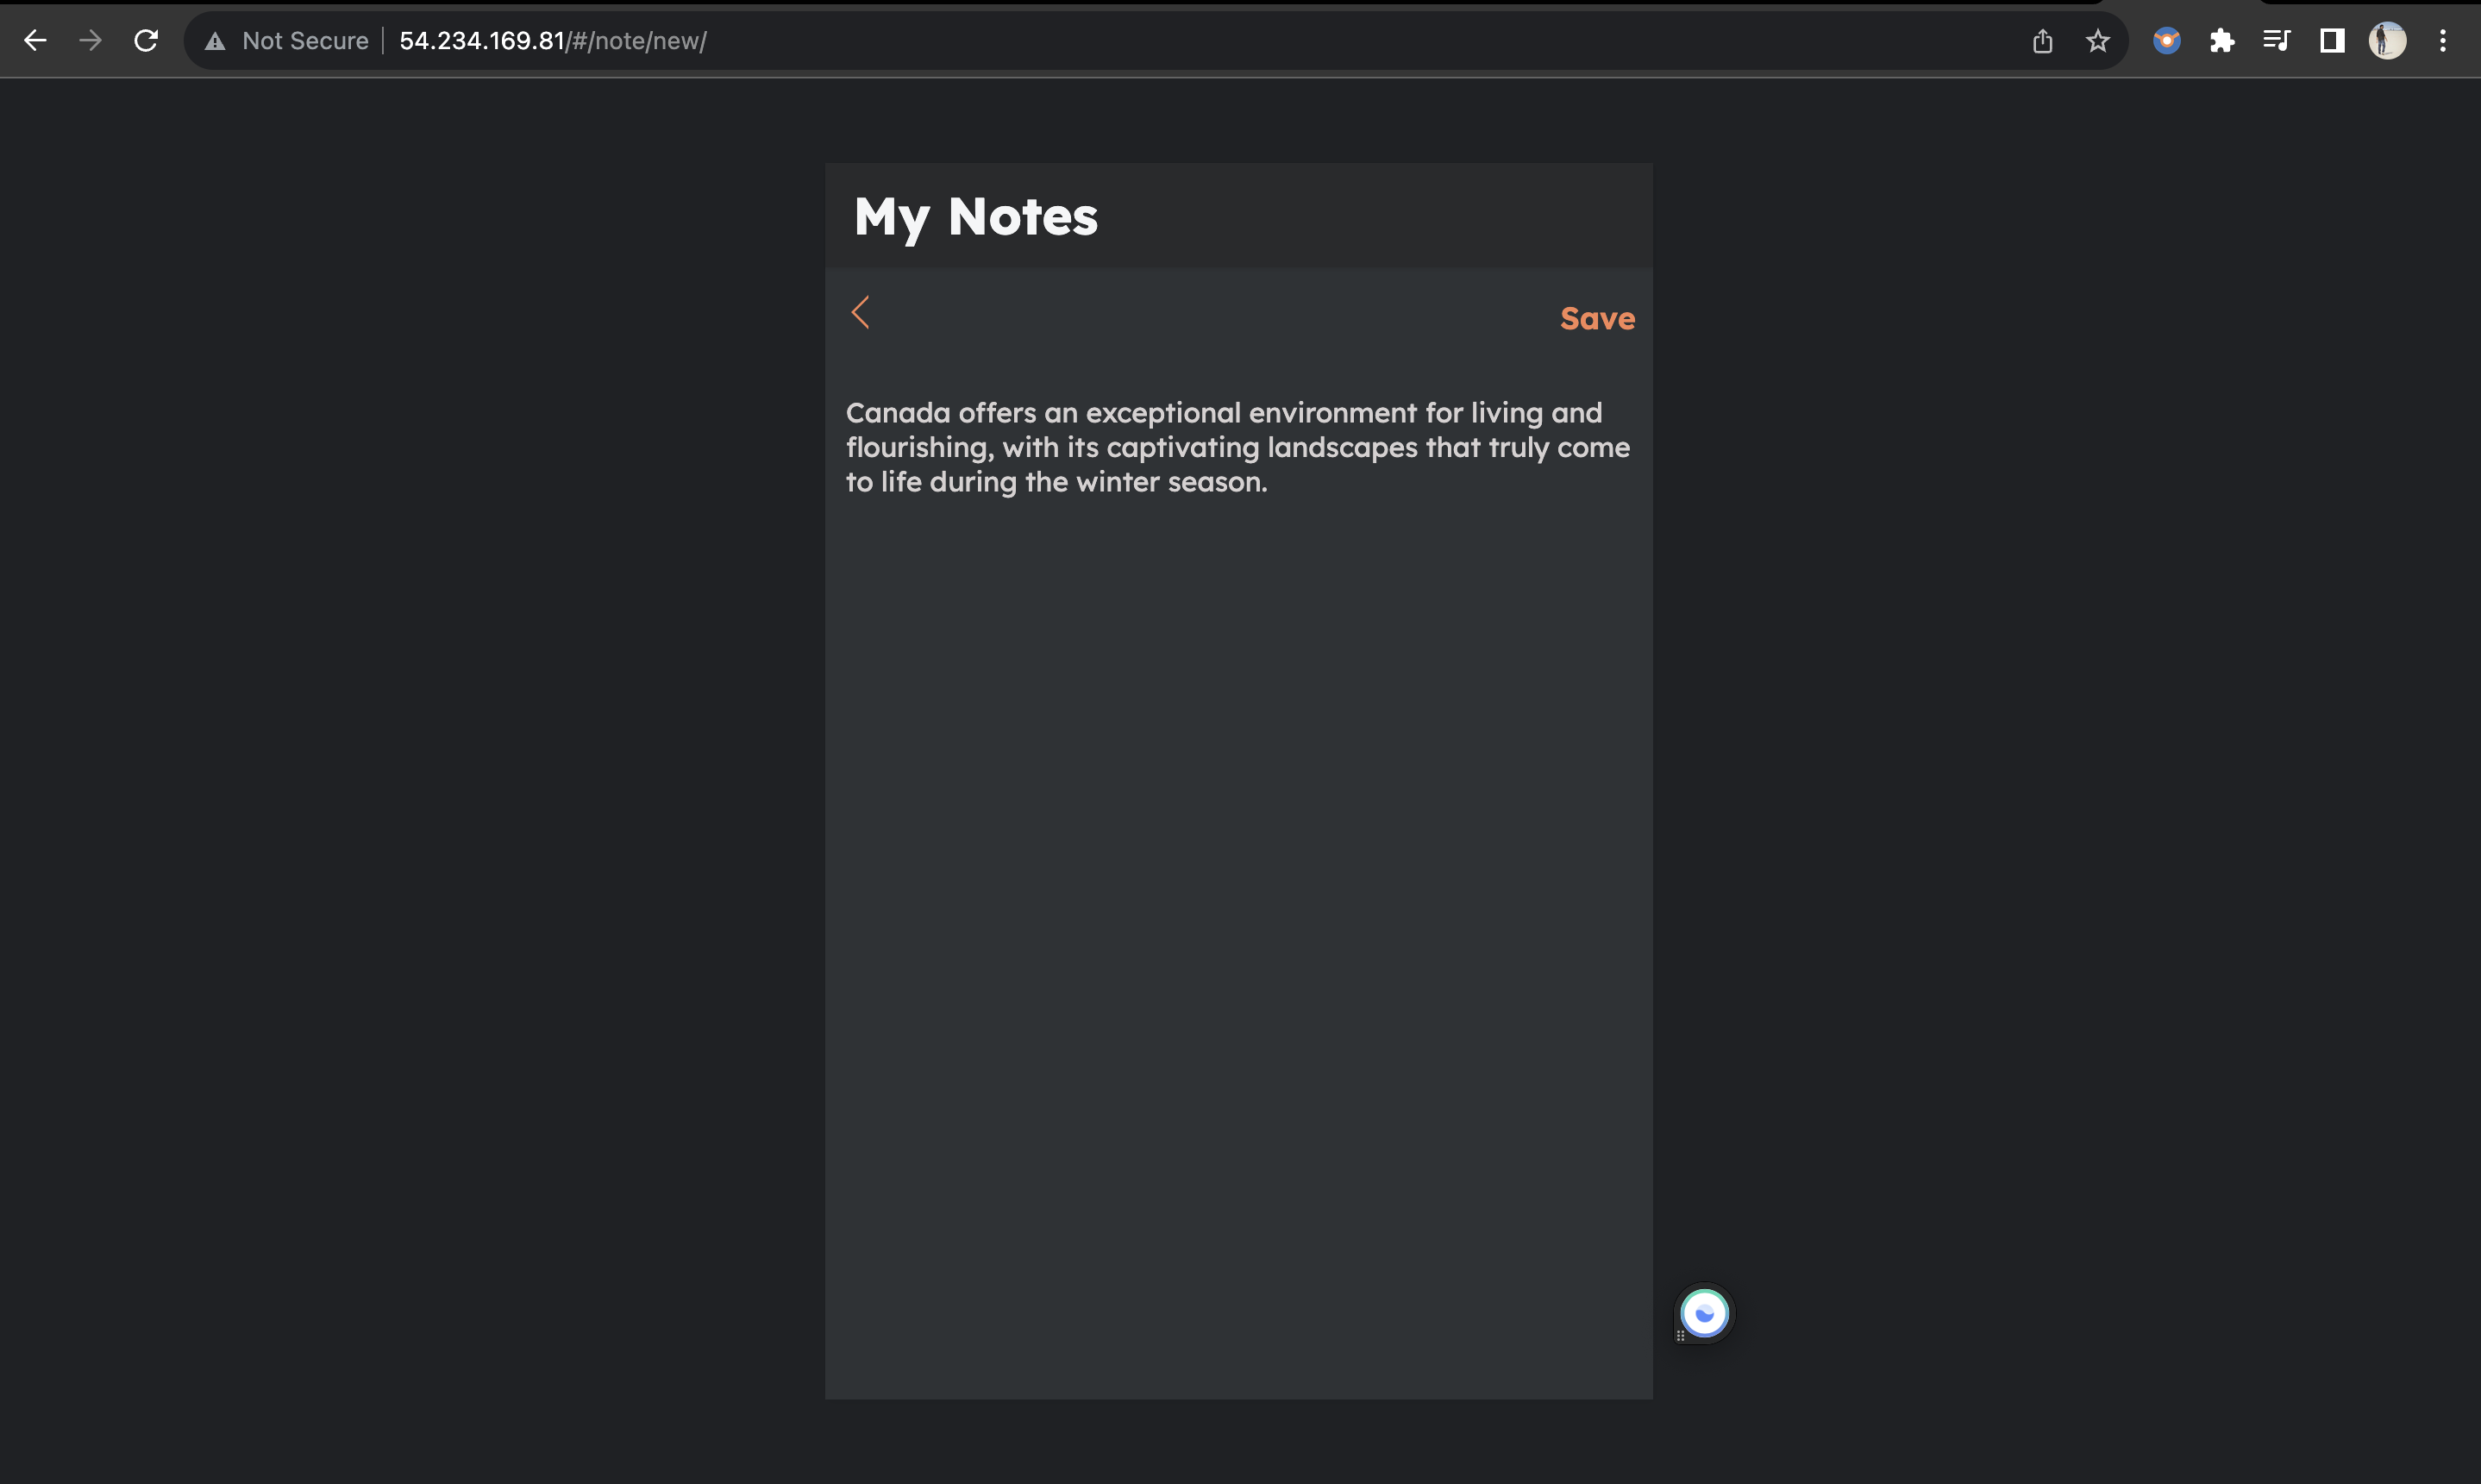 Not Secure 54.234.169.81/#/note/new/
My Notes
Save
Canada offers an exceptional environment for living and
flourishing, with its captivating landscapes that truly come
to life during the winter season.